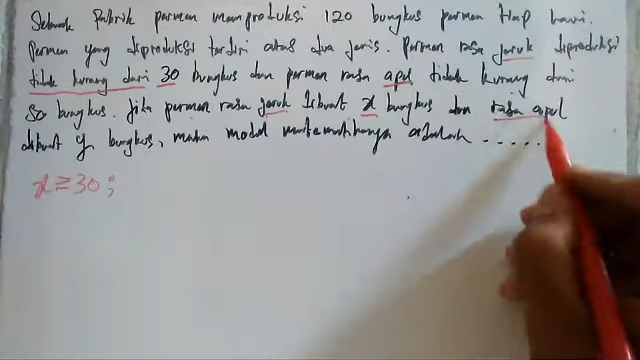 Sebuah Pabrik permen memproduksi 120 bungkus permen tiap hari.
Permen yang diproduksi terdiri atas dua jenis. Permen rasa jeruk diproduksi
tidak kurang dari 30 bungkus dan permen rasa apel tidak kurang dari
50 bungkus. Jika permen rasa jeruk dibuat x bungkus dan rasa apel
dibuat y bungkus, maka model matematikanya adalah .....
x ≥ 30 ;